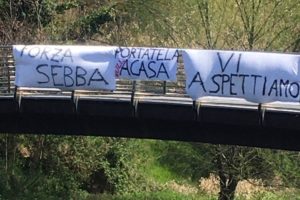 FORZA
SEBBA
PORTATELA
A CASA
VI
ASPETTIAMO